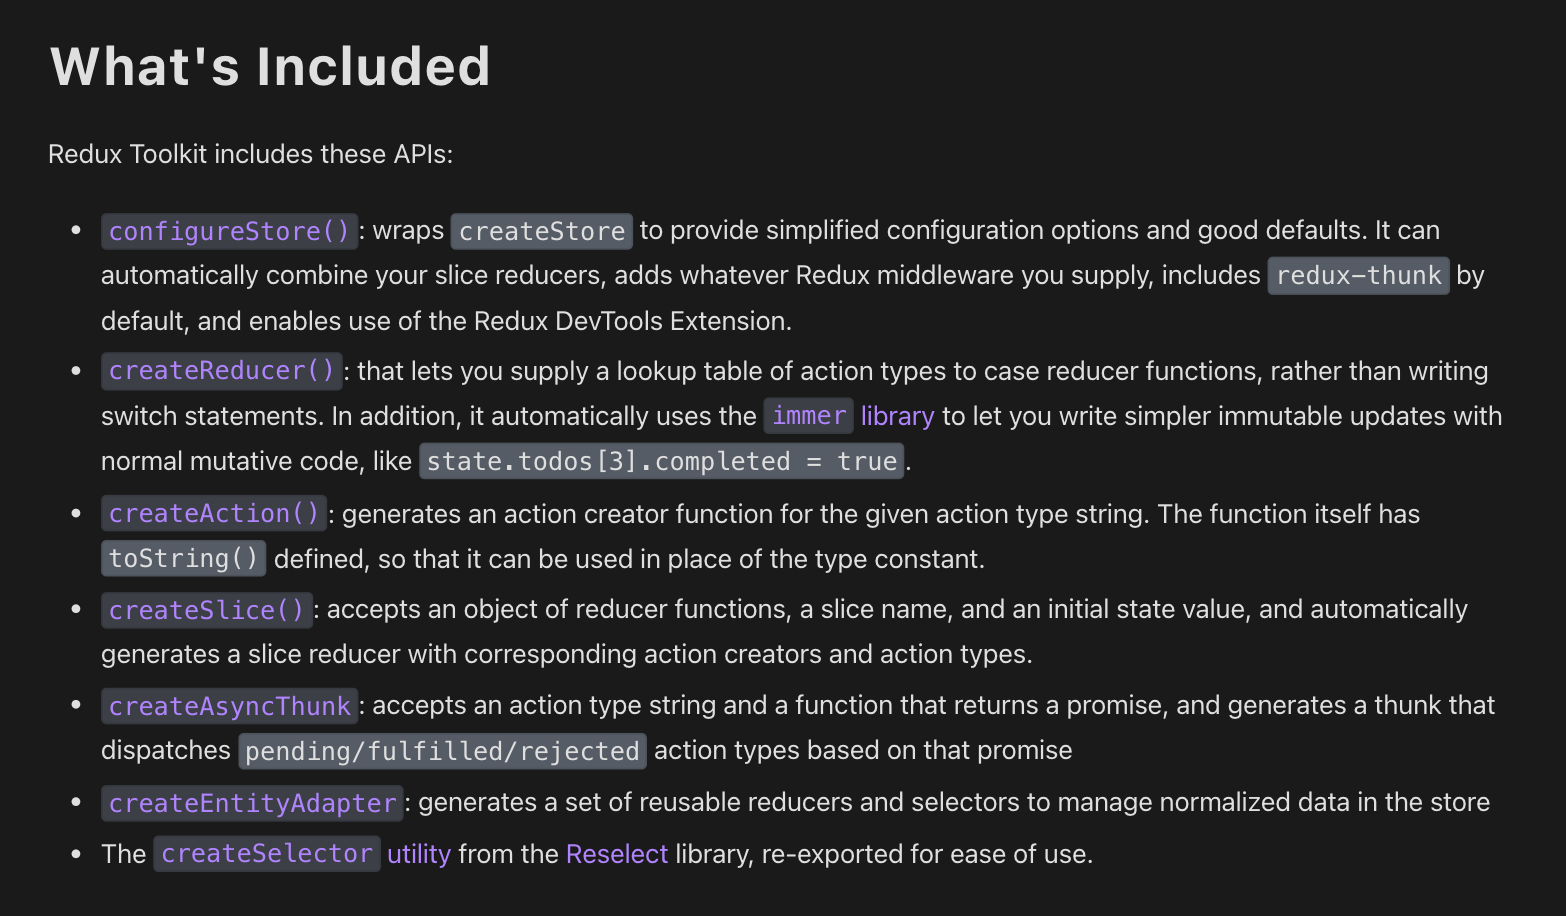 What's Included
Redux Toolkit includes these APIs:
• configureStore(): wraps createStore to provide simplified configuration options and good defaults. It can
automatically combine your slice reducers, adds whatever Redux middleware you supply, includes redux-thunk by
default, and enables use of the Redux DevTools Extension.
• createReducer(): that lets you supply a lookup table of action types to case reducer functions, rather than writing
switch statements. In addition, it automatically uses the immer library to let you write simpler immutable updates with
normal mutative code, like state.todos[3].completed = true.
• createAction(): generates an action creator function for the given action type string. The function itself has
toString() defined, so that it can be used in place of the type constant.
• createSlice(): accepts an object of reducer functions, a slice name, and an initial state value, and automatically
generates a slice reducer with corresponding action creators and action types.
• createAsyncThunk: accepts an action type string and a function that returns a promise, and generates a thunk that
dispatches pending/fulfilled/rejected action types based on that promise
• createEntityAdapter: generates a set of reusable reducers and selectors to manage normalized data in the store
• The createSelector utility from the Reselect library, re-exported for ease of use.